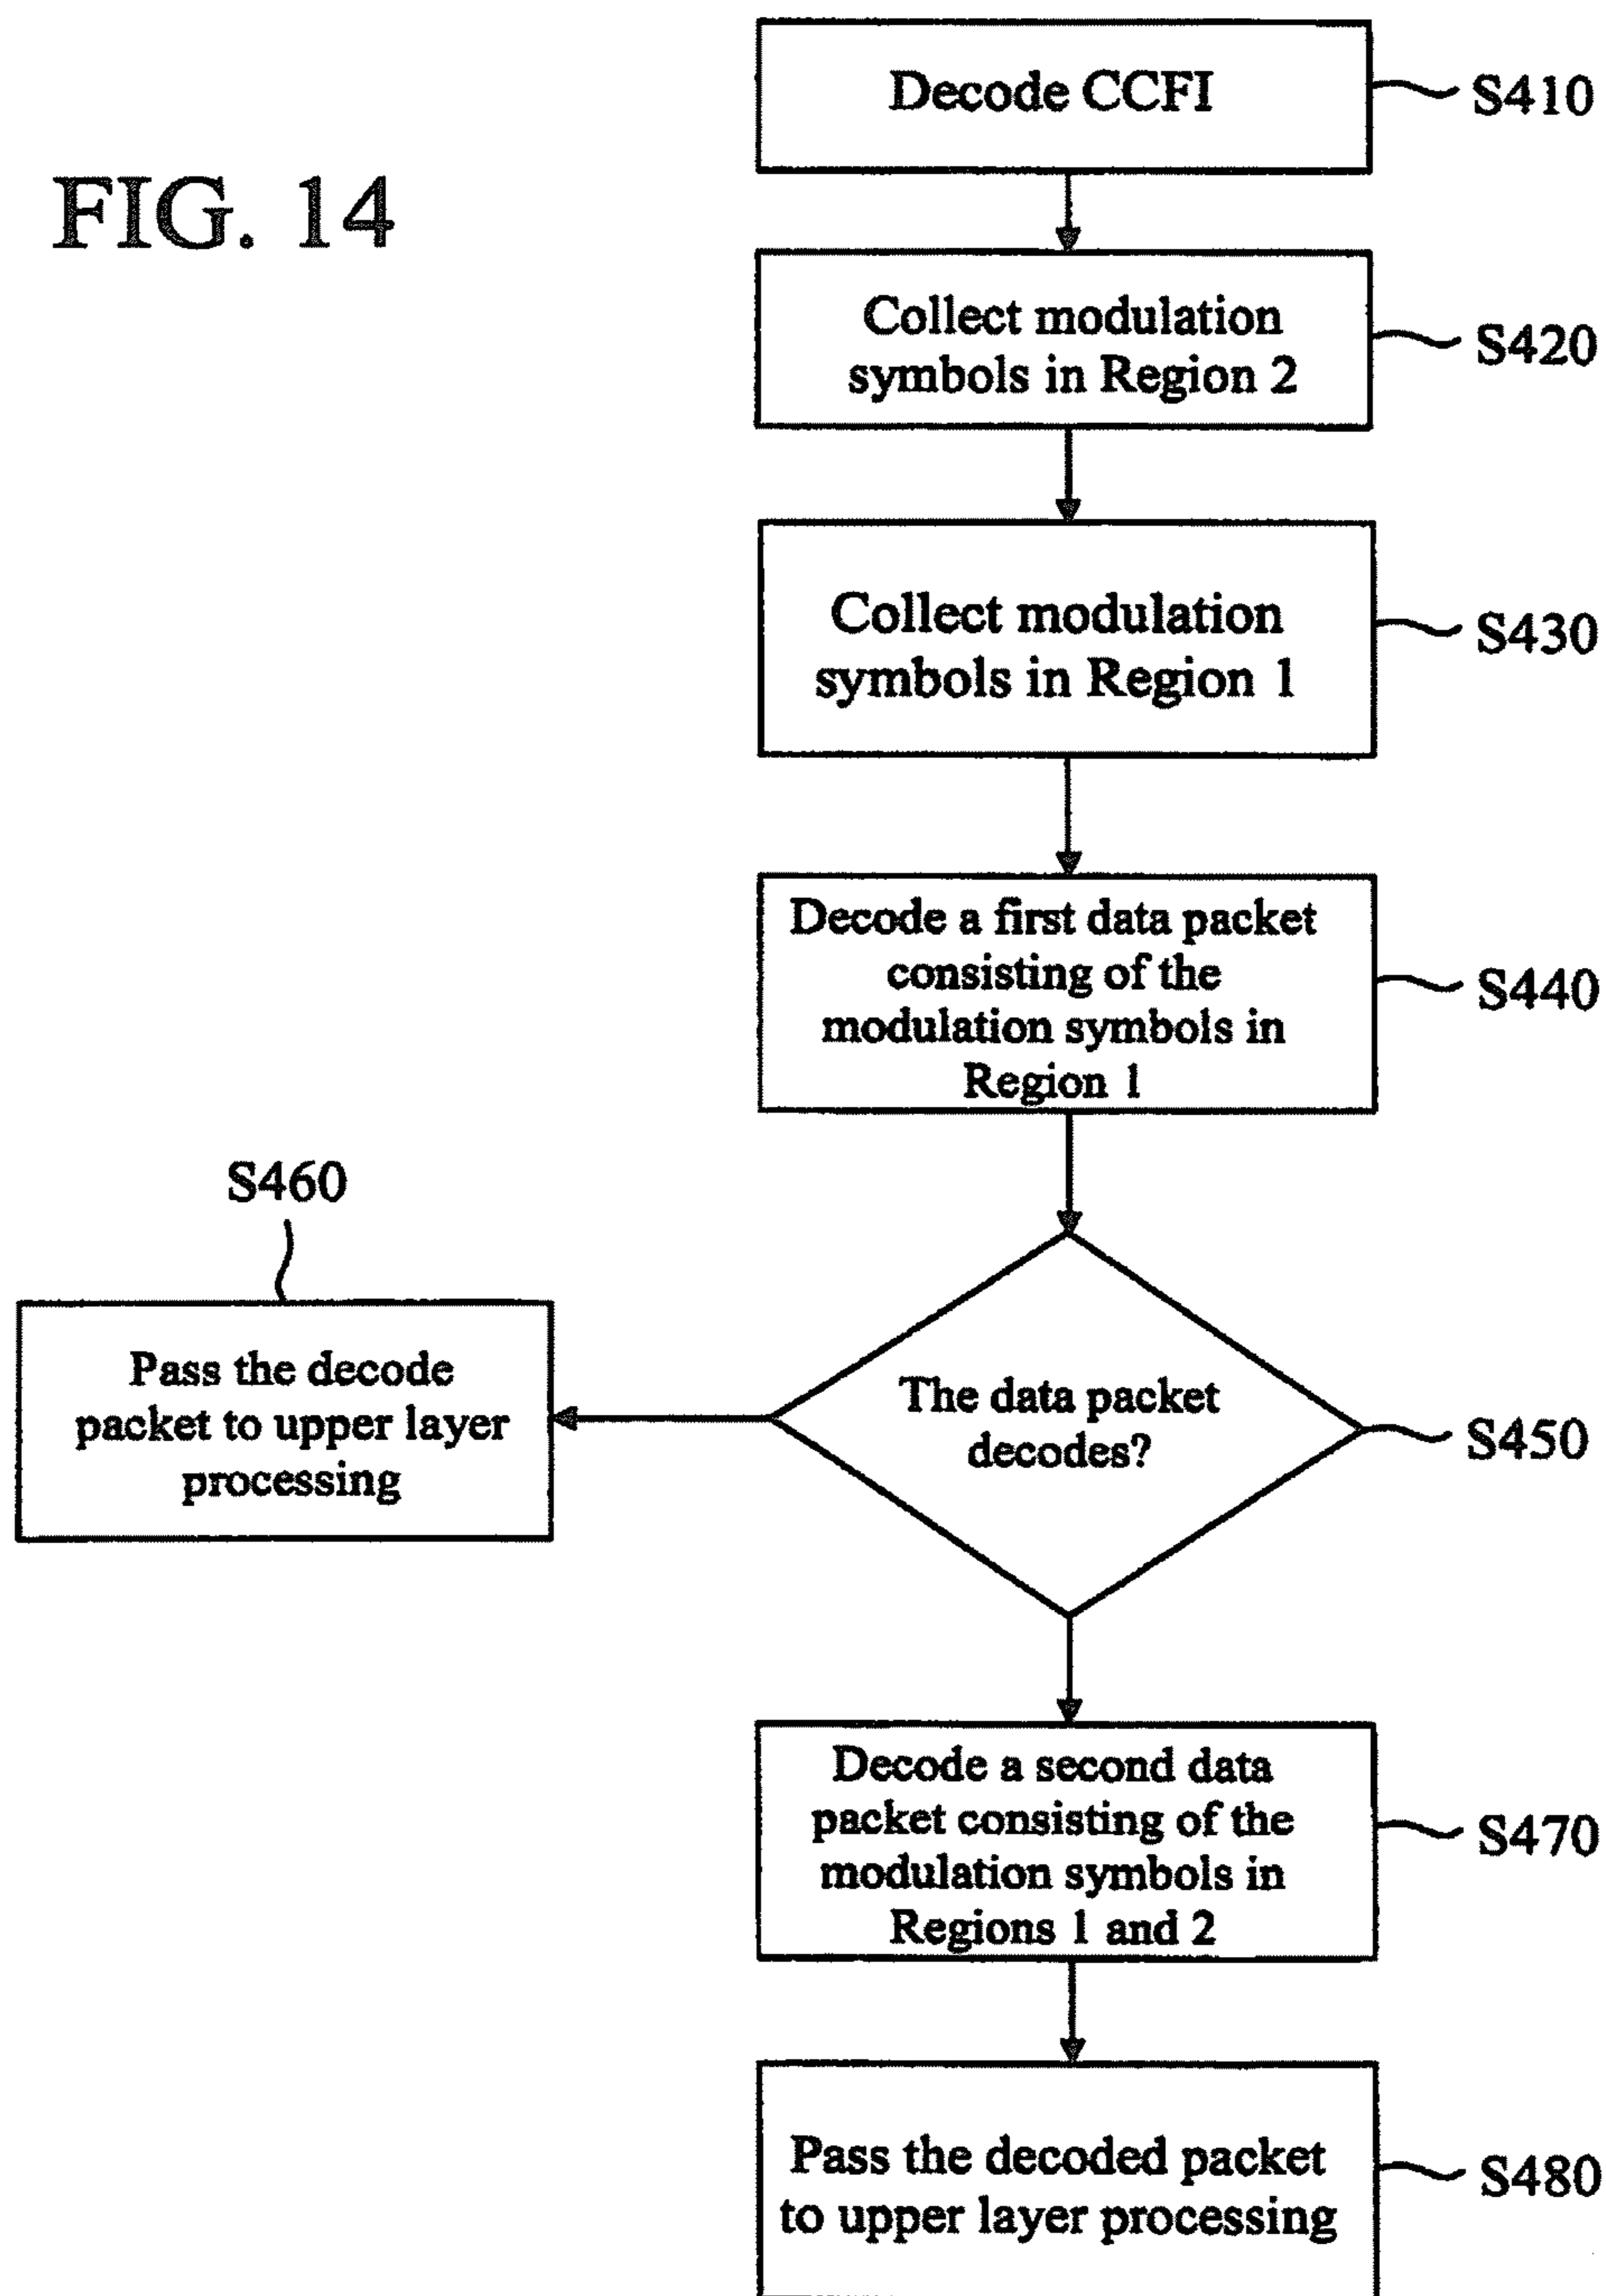 FIG. 14
Decode CCFI
S410
Collect modulation
symbols in Region 2
S420
Collect modulation
symbols in Region 1
S430
Decode a first data packet
consisting of the
modulation symbols in
Region 1
S440
S460
Pass the decode
packet to upper layer
processing
The data packet
decodes?
S450
Decode a second data
packet consisting of the
modulation symbols in
Regions 1 and 2
S470
Pass the decoded packet
to upper layer processing
S480